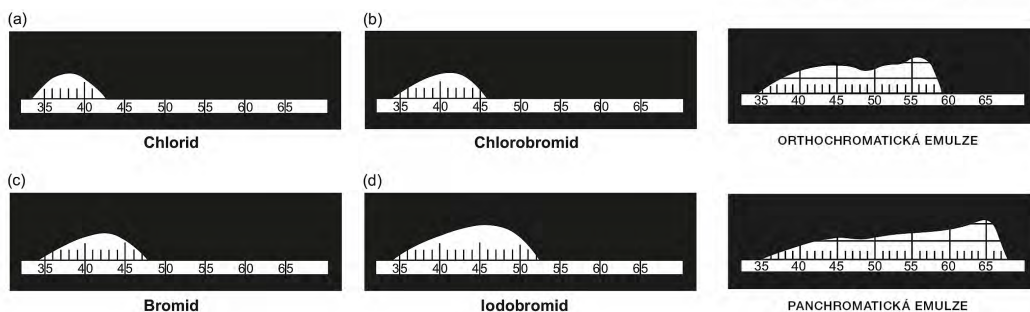 (a)
35 40 45 50 55 60 65
Chlorid
(b)
35 40 45 50 55 60 65
Chlorobromid
35 40 45 50 55 60 65
ORTHOCHROMATICKÁ EMULZE
(c)
35 40 45 50 55 60 65
Bromid
(d)
35 40 45 50 55 60 65
Iodobromid
35 40 45 50 55 60 65
PANCHROMATICKÁ EMULZE